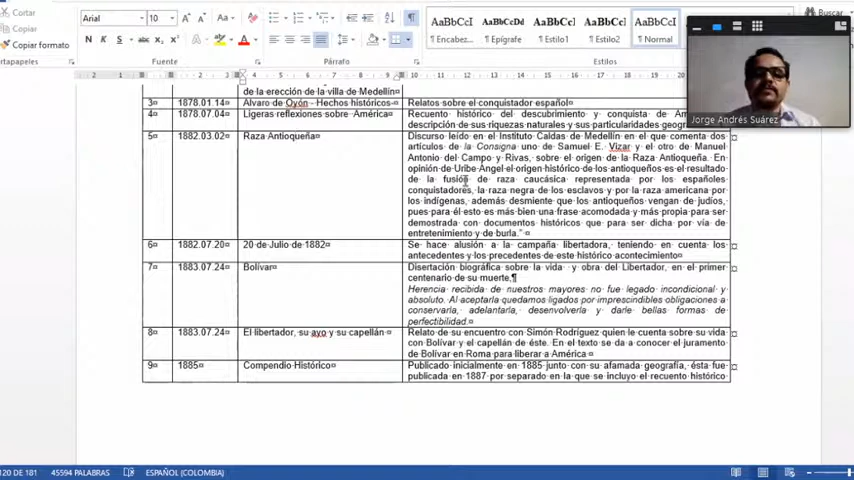 Cortar
Copiar
Copiar formato
rtapapeles
Arial
10
Fuente
Párrafo
AaBbCcI
AaBbCcDd
AaBbCcI
AaBbCcI
AaBbCcI
¶ Encabez...
¶ Epígrafe
¶ Estilo1
¶ Estilo2
¶ Normal
Estilos
Buscar
Jorge Andrés Suárez
de la erección de la villa de Medellín¤
3¤ 1878.01.14¤ Alvaro de Oyón - Hechos históricos-¤ Relatos sobre el conquistador español¤
4¤ 1878.07.04¤ Ligeras reflexiones sobre América¤ Recuento histórico del descubrimiento y conquista de
descripción de sus riquezas naturales y sus particularidades
5¤ 1882.03.02¤ Raza Antioqueña¤ Discurso leído en el Instituto Caldas de Medellín en el que comenta dos
artículos de la Consigna uno de Samuel E. Vizar y el otro de Manuel
Antonio del Campo y Rivas, sobre el origen de la Raza Antioqueña. En
opinión de Uribe Ángel el origen histórico de los antioqueños es el resultado
de la fusión de raza caucásica representada por los españoles
conquistadores, la raza negra de los esclavos y por la raza americana por
los indígenas, además desmiente que los antioqueños vengan de judíos,
pues para él esto es más bien una frase acomodada y más propia para ser
demostrada con documentos históricos que para ser dicha por vía de
entretenimiento y de burla." ¤
6¤ 1882.07.20¤ 20 de Julio de 1882¤ Se hace alusión a la campaña libertadora, teniendo en cuenta los
antecedentes y los precedentes de este histórico acontecimiento¤
7¤ 1883.07.24¤ Bolívar¤ Disertación biográfica sobre la vida y obra del Libertador, en el primer
centenario de su muerte,¶
Herencia recibida de nuestros mayores no fue legado incondicional y
absoluto. Al aceptarla quedamos ligados por imprescindibles obligaciones a
conservarla, adelantarla, desenvolverla y darle bellas formas de
perfectibilidad.¤
8¤ 1883.07.24¤ El libertador, su ayo y su capellán ¤ Relato de su encuentro con Simón Rodríguez quien le cuenta sobre su vida
con Bolívar y el capellán de éste. En el texto se da a conocer el juramento
de Bolívar en Roma para liberar a América ¤
9¤ 1885¤ Compendio Histórico¤ Publicado inicialmente en 1885 junto con su afamada geografía, ésta fue
publicada en 1887 por separado en la que se incluyo el recuento histórico
120 DE 181 45594 PALABRAS ESPAÑOL (COLOMBIA)